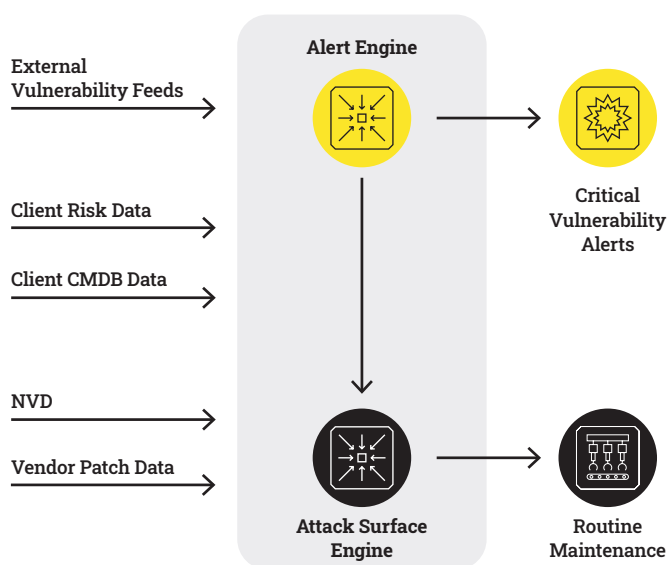 Alert Engine
External
Vulnerability Feeds
Critical
Vulnerability
Alerts
Client Risk Data
Client CMDB Data
NVD
Vendor Patch Data
Attack Surface
Engine
Routine
Maintenance